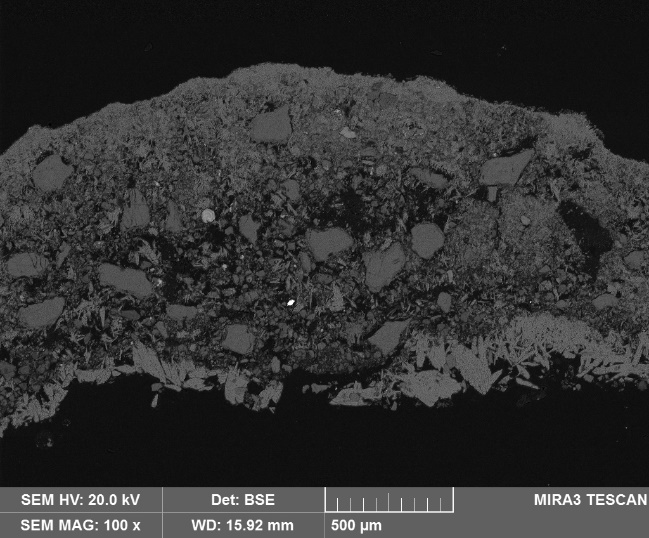 SEM HV: 20.0 kV Det: BSE MIRA3 TESCAN
SEM MAG: 100 x WD: 15.92 mm 500 µm